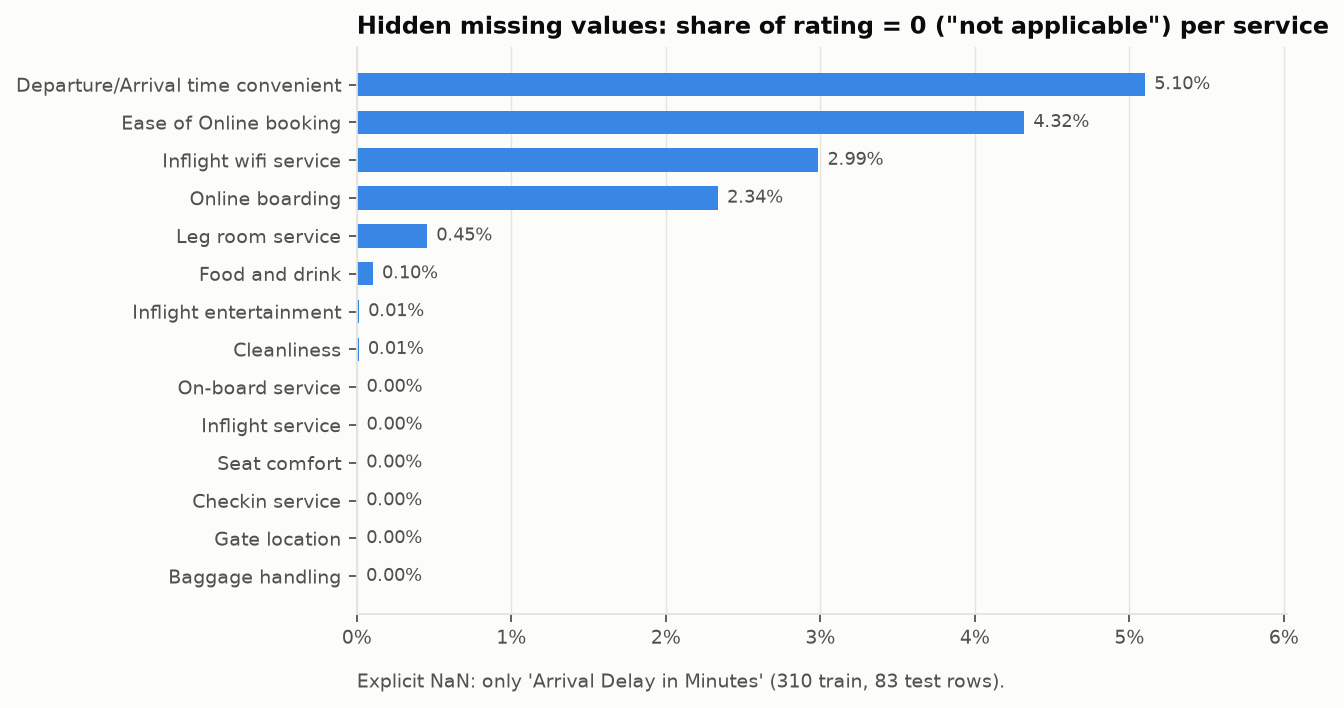 Hidden missing values: share of rating = 0 ("not applicable") per service
Departure/Arrival time convenient 5.10%
Ease of Online booking 4.32%
Inflight wifi service 2.99%
Online boarding 2.34%
Leg room service 0.45%
Food and drink 0.10%
Inflight entertainment 0.01%
Cleanliness 0.01%
On-board service 0.00%
Inflight service 0.00%
Seat comfort 0.00%
Checkin service 0.00%
Gate location 0.00%
Baggage handling 0.00%
0% 1% 2% 3% 4% 5% 6%
Explicit NaN: only 'Arrival Delay in Minutes' (310 train, 83 test rows).